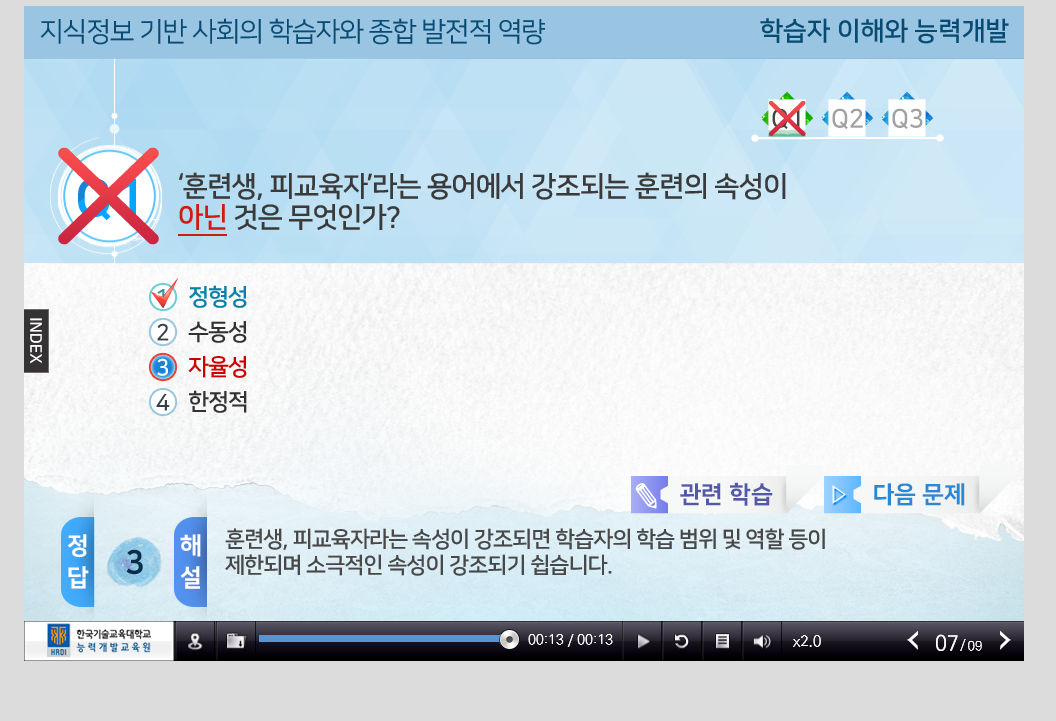 지식정보 기반 사회의 학습자와 종합 발전적 역량
학습자 이해와 능력개발
Q1 Q2 Q3
Q1
‘훈련생, 피교육자’라는 용어에서 강조되는 훈련의 속성이
아닌 것은 무엇인가?
INDEX
1 정형성
2 수동성
3 자율성
4 한정적
관련 학습
다음 문제
정답
3
해설
훈련생, 피교육자라는 속성이 강조되면 학습자의 학습 범위 및 역할 등이
제한되며 소극적인 속성이 강조되기 쉽습니다.
HRDI
한국기술교육대학교
능력개발교육원
00:13 / 00:13
x2.0
07/09